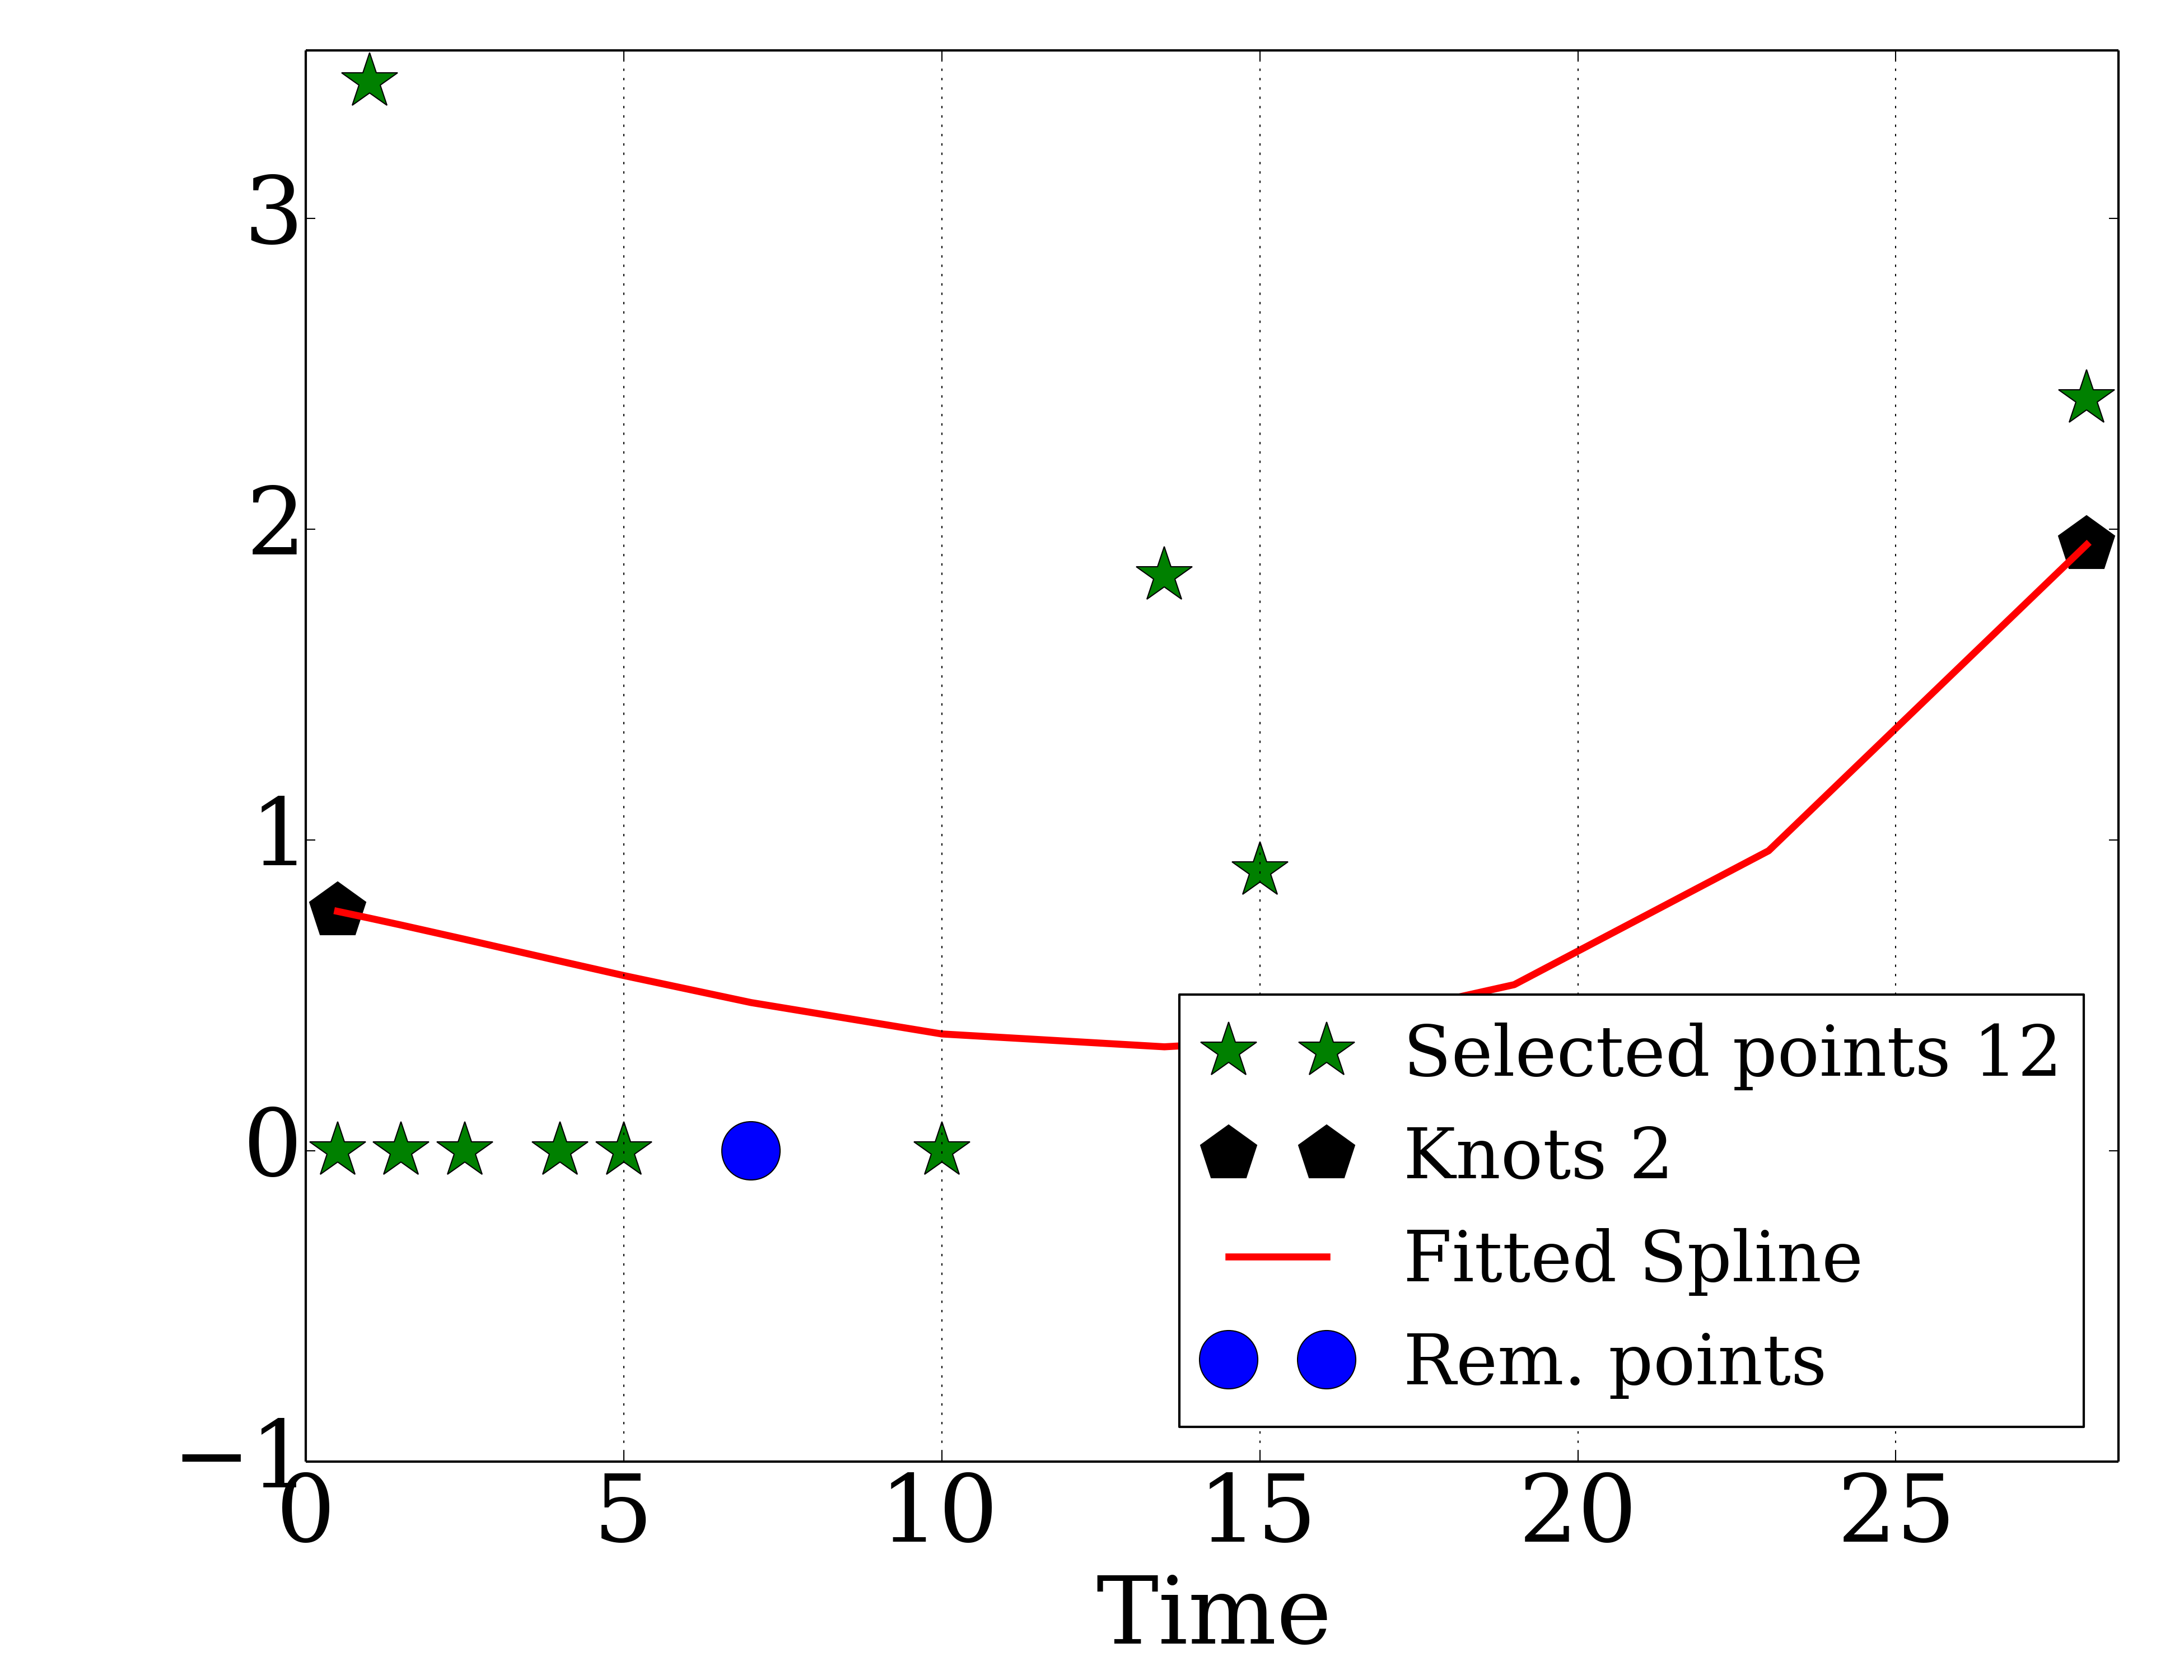 3
2
1
0
−1
0 5 10 15 20 25
Time
Selected points 12
Knots 2
Fitted Spline
Rem. points